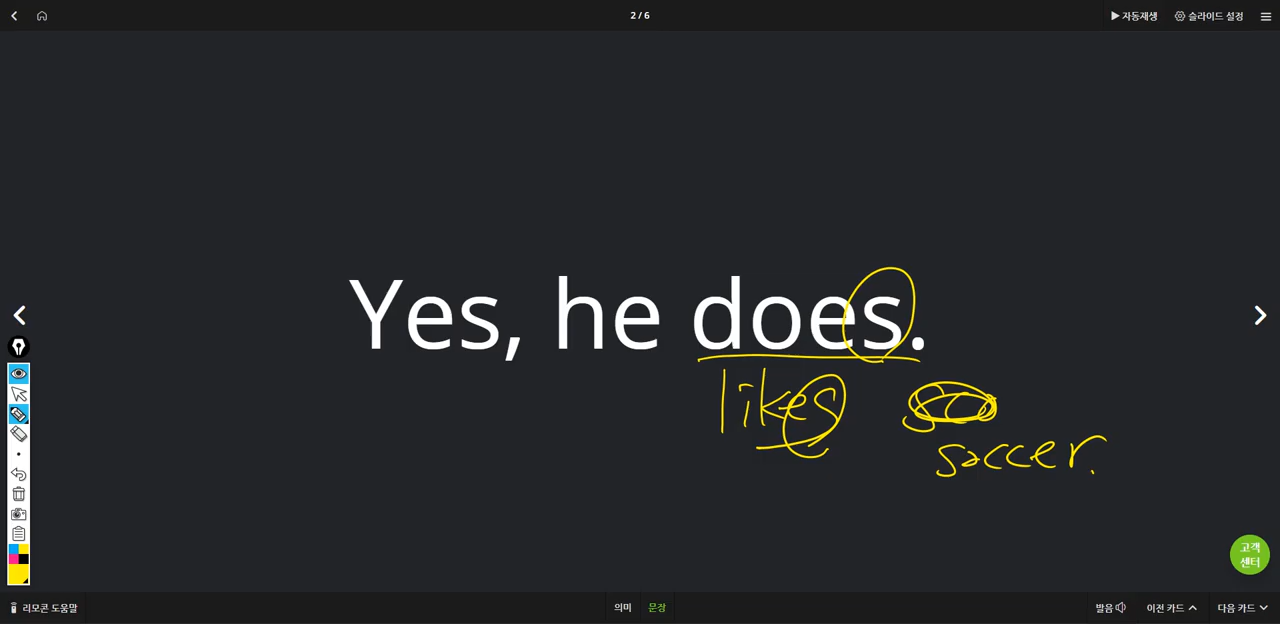 2 / 6
자동재생
슬라이드 설정
Yes, he does.
likes
soccer.
고객
센터
리모콘 도움말
의미
문장
발음
이전 카드
다음 카드